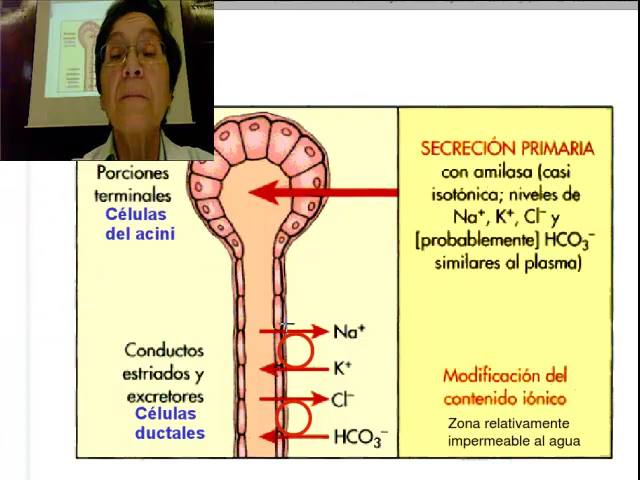 Porciones
terminales
Células
del acini
SECRECIÓN PRIMARIA
con amilasa (casi
isotónica; niveles de
Na⁺, K⁺, Cl⁻ y
[probablemente] HCO₃⁻
similares al plasma)
Conductos
estriados y
excretores
Células
ductales
Na⁺
K⁺
Cl⁻
HCO₃⁻
Modificación del
contenido iónico
Zona relativamente
impermeable al agua